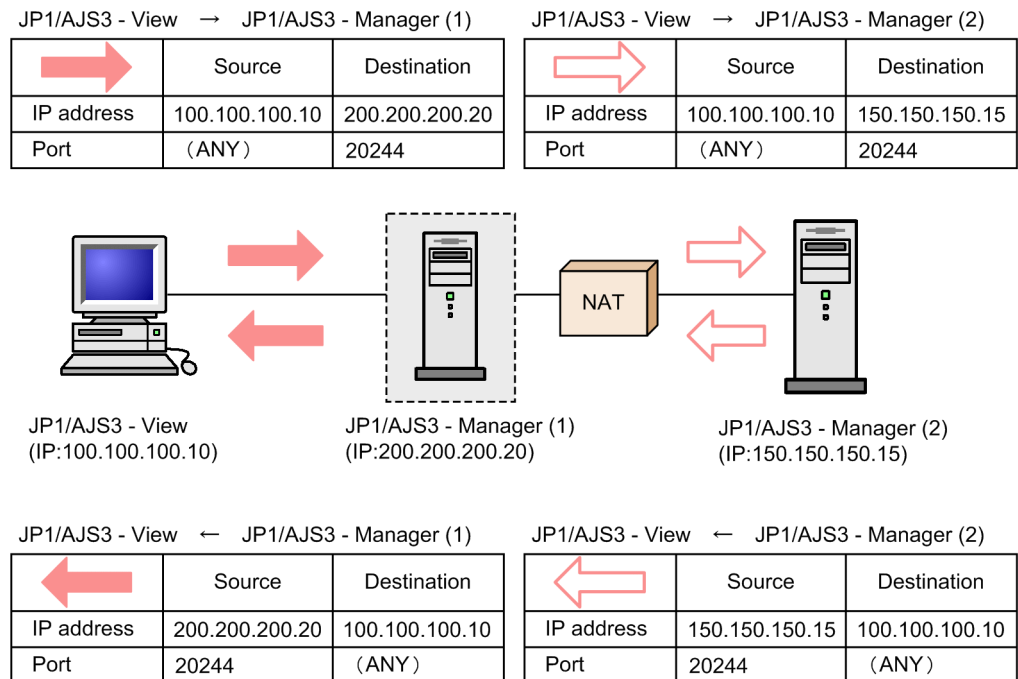 JP1/AJS3 - View → JP1/AJS3 - Manager (1)
Source Destination
IP address 100.100.100.10 200.200.200.20
Port （ANY） 20244
JP1/AJS3 - View → JP1/AJS3 - Manager (2)
Source Destination
IP address 100.100.100.10 150.150.150.15
Port （ANY） 20244
NAT
JP1/AJS3 - View
(IP:100.100.100.10)
JP1/AJS3 - Manager (1)
(IP:200.200.200.20)
JP1/AJS3 - Manager (2)
(IP:150.150.150.15)
JP1/AJS3 - View ← JP1/AJS3 - Manager (1)
Source Destination
IP address 200.200.200.20 100.100.100.10
Port 20244 （ANY）
JP1/AJS3 - View ← JP1/AJS3 - Manager (2)
Source Destination
IP address 150.150.150.15 100.100.100.10
Port 20244 （ANY）